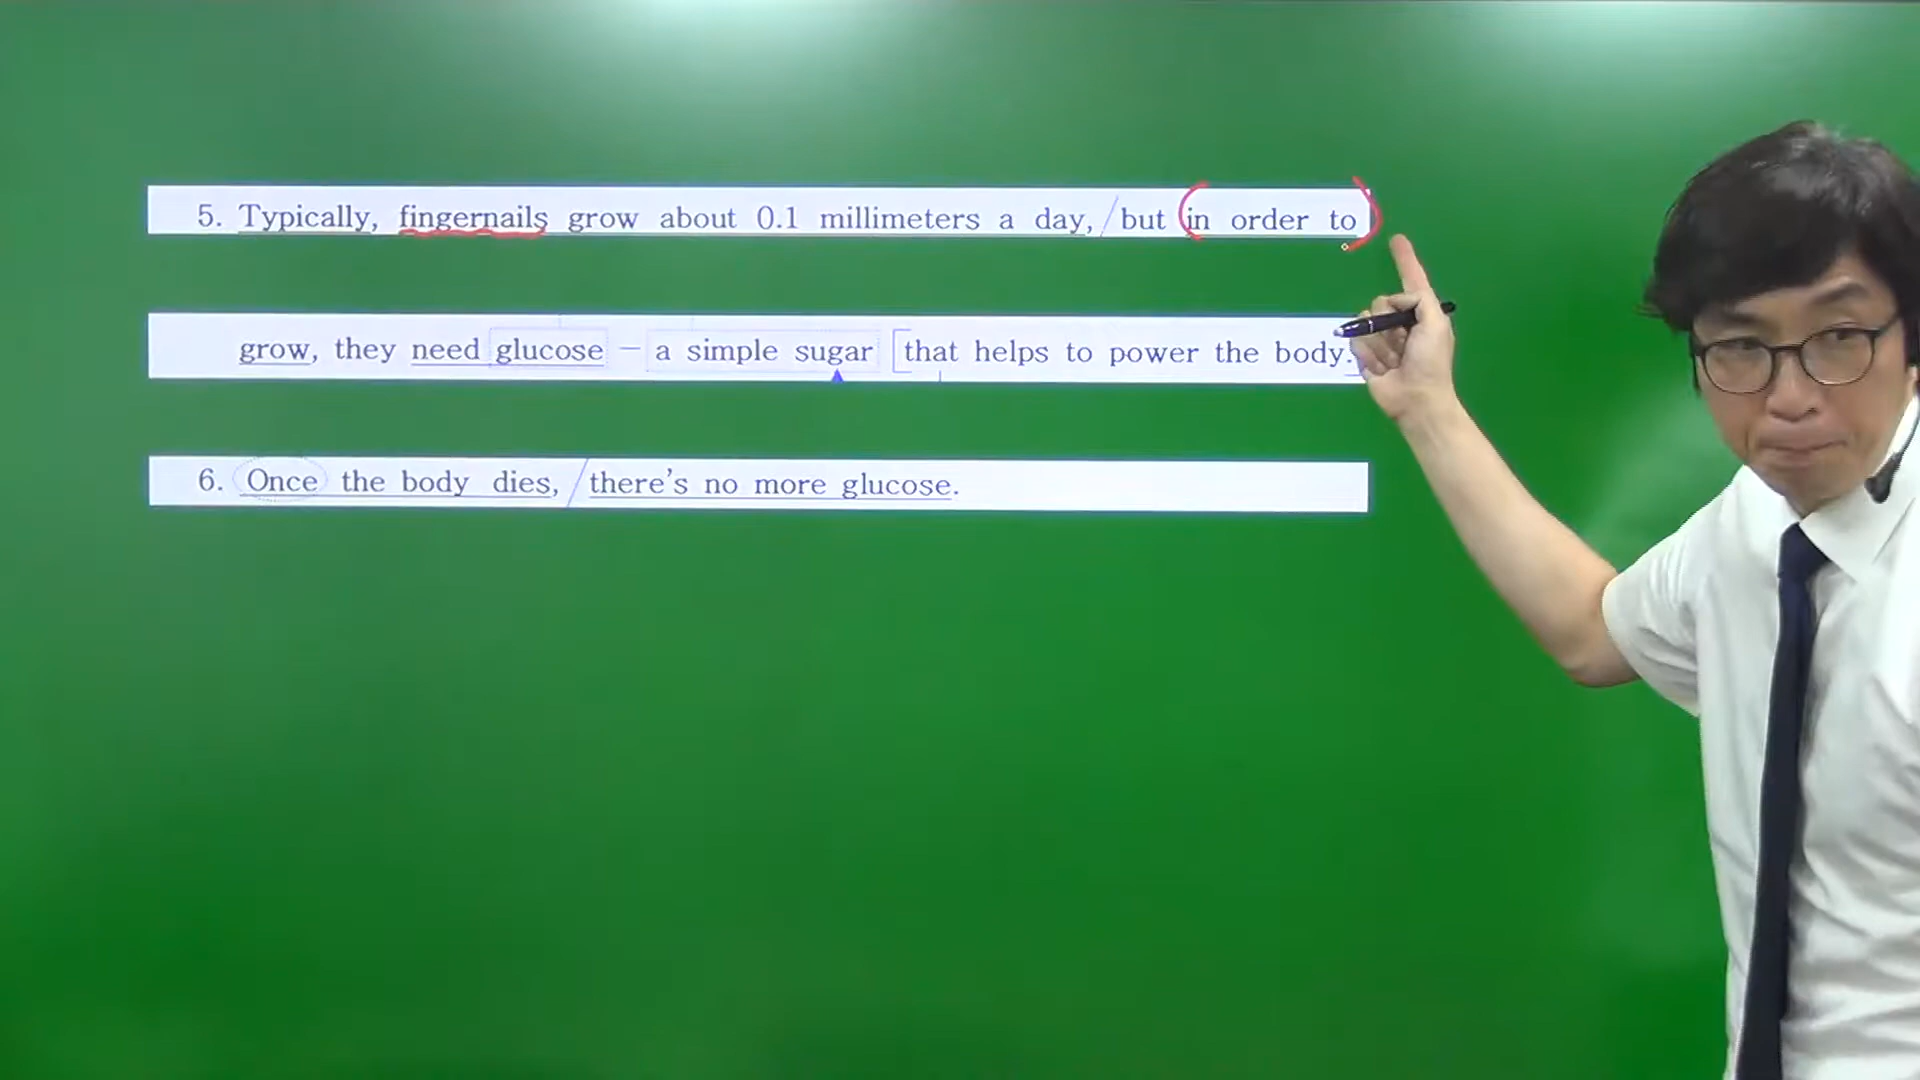 5. Typically, fingernails grow about 0.1 millimeters a day, but in order to
grow, they need glucose – a simple sugar that helps to power the body.
6. Once the body dies, there's no more glucose.